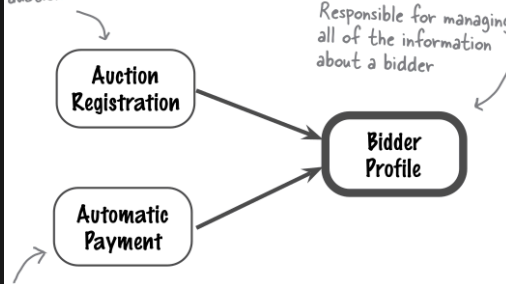 Responsible for managing
all of the information
about a bidder
Auction
Registration
Bidder
Profile
Automatic
Payment